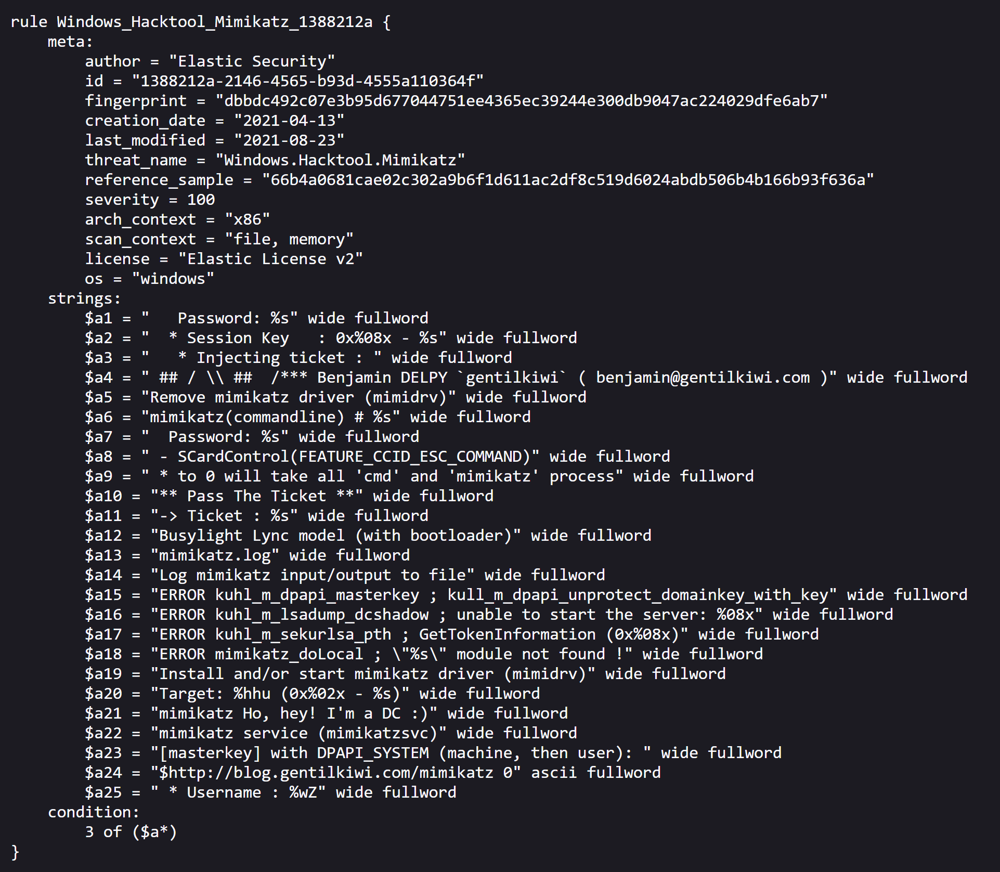 rule Windows_Hacktool_Mimikatz_1388212a {
    meta:
        author = "Elastic Security"
        id = "1388212a-2146-4565-b93d-4555a110364f"
        fingerprint = "dbbdc492c07e3b95d677044751ee4365ec39244e300db9047ac224029dfe6ab7"
        creation_date = "2021-04-13"
        last_modified = "2021-08-23"
        threat_name = "Windows.Hacktool.Mimikatz"
        reference_sample = "66b4a0681cae02c302a9b6f1d611ac2df8c519d6024abdb506b4b166b93f636a"
        severity = 100
        arch_context = "x86"
        scan_context = "file, memory"
        license = "Elastic License v2"
        os = "windows"
    strings:
        $a1 = "   Password: %s" wide fullword
        $a2 = "  * Session Key   : 0x%08x - %s" wide fullword
        $a3 = "   * Injecting ticket : " wide fullword
        $a4 = " ## / \\ ##  /*** Benjamin DELPY `gentilkiwi` ( benjamin@gentilkiwi.com )" wide fullword
        $a5 = "Remove mimikatz driver (mimidrv)" wide fullword
        $a6 = "mimikatz(commandline) # %s" wide fullword
        $a7 = "  Password: %s" wide fullword
        $a8 = " - SCardControl(FEATURE_CCID_ESC_COMMAND)" wide fullword
        $a9 = " * to 0 will take all 'cmd' and 'mimikatz' process" wide fullword
        $a10 = "** Pass The Ticket **" wide fullword
        $a11 = "-> Ticket : %s" wide fullword
        $a12 = "Busylight Lync model (with bootloader)" wide fullword
        $a13 = "mimikatz.log" wide fullword
        $a14 = "Log mimikatz input/output to file" wide fullword
        $a15 = "ERROR kuhl_m_dpapi_masterkey ; kull_m_dpapi_unprotect_domainkey_with_key" wide fullword
        $a16 = "ERROR kuhl_m_lsadump_dcshadow ; unable to start the server: %08x" wide fullword
        $a17 = "ERROR kuhl_m_sekurlsa_pth ; GetTokenInformation (0x%08x)" wide fullword
        $a18 = "ERROR mimikatz_doLocal ; \"%s\" module not found !" wide fullword
        $a19 = "Install and/or start mimikatz driver (mimidrv)" wide fullword
        $a20 = "Target: %hhu (0x%02x - %s)" wide fullword
        $a21 = "mimikatz Ho, hey! I'm a DC :)" wide fullword
        $a22 = "mimikatz service (mimikatzsvc)" wide fullword
        $a23 = "[masterkey] with DPAPI_SYSTEM (machine, then user): " wide fullword
        $a24 = "$http://blog.gentilkiwi.com/mimikatz 0" ascii fullword
        $a25 = " * Username : %wZ" wide fullword
    condition:
        3 of ($a*)
}